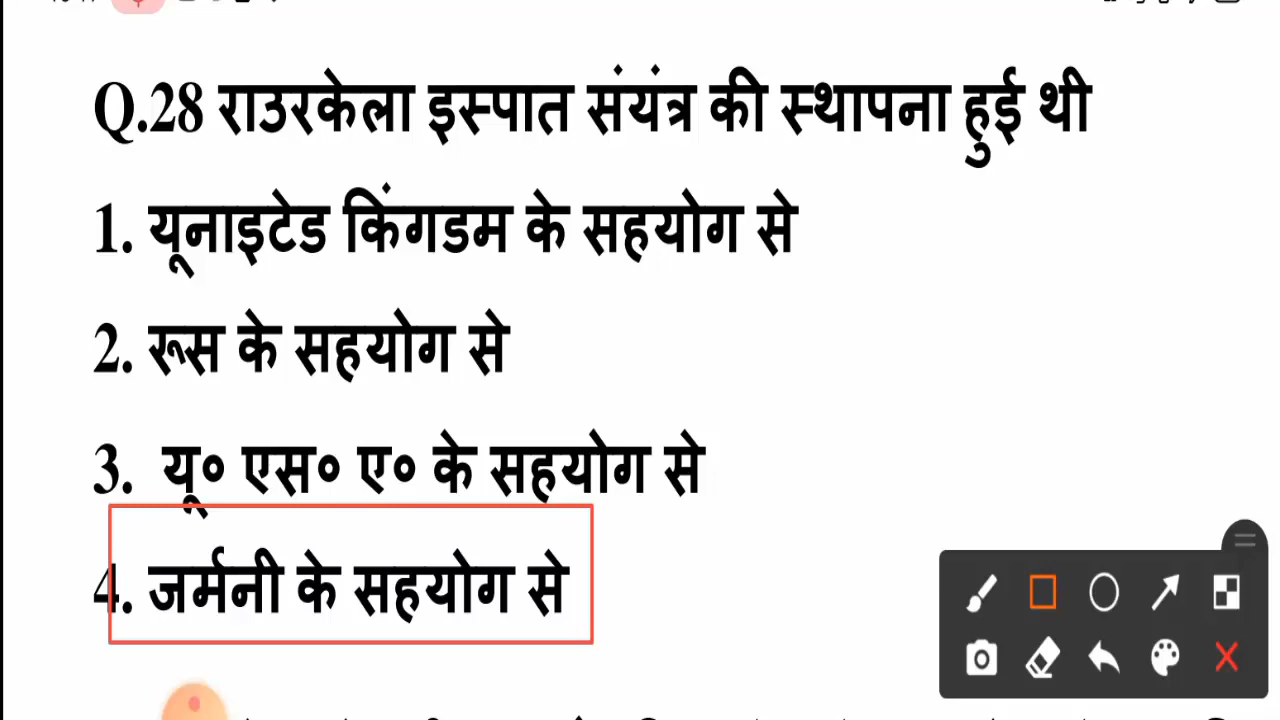 Q.28 राउरकेला इस्पात संयंत्र की स्थापना हुई थी
1. यूनाइटेड किंगडम के सहयोग से
2. रूस के सहयोग से
3. यू० एस० ए० के सहयोग से
4. जर्मनी के सहयोग से